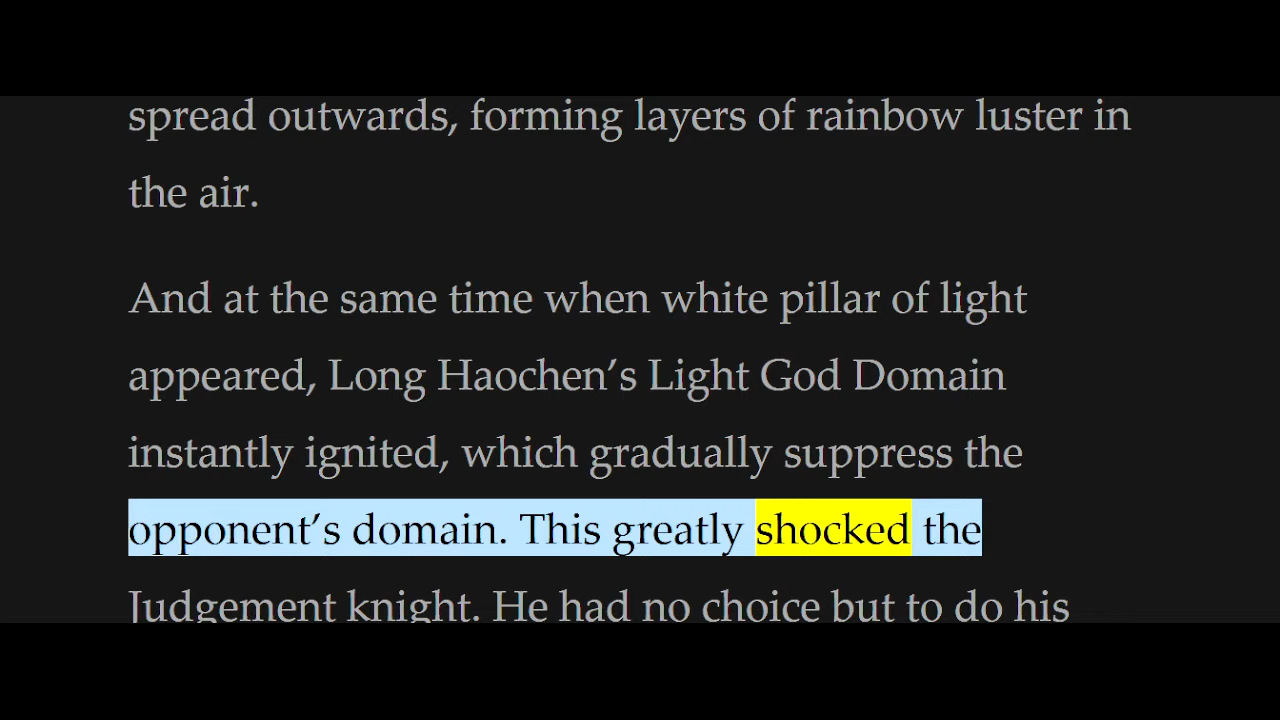 spread outwards, forming layers of rainbow luster in
the air.
And at the same time when white pillar of light
appeared, Long Haochen’s Light God Domain
instantly ignited, which gradually suppress the
opponent’s domain. This greatly shocked the
Judgement knight. He had no choice but to do his